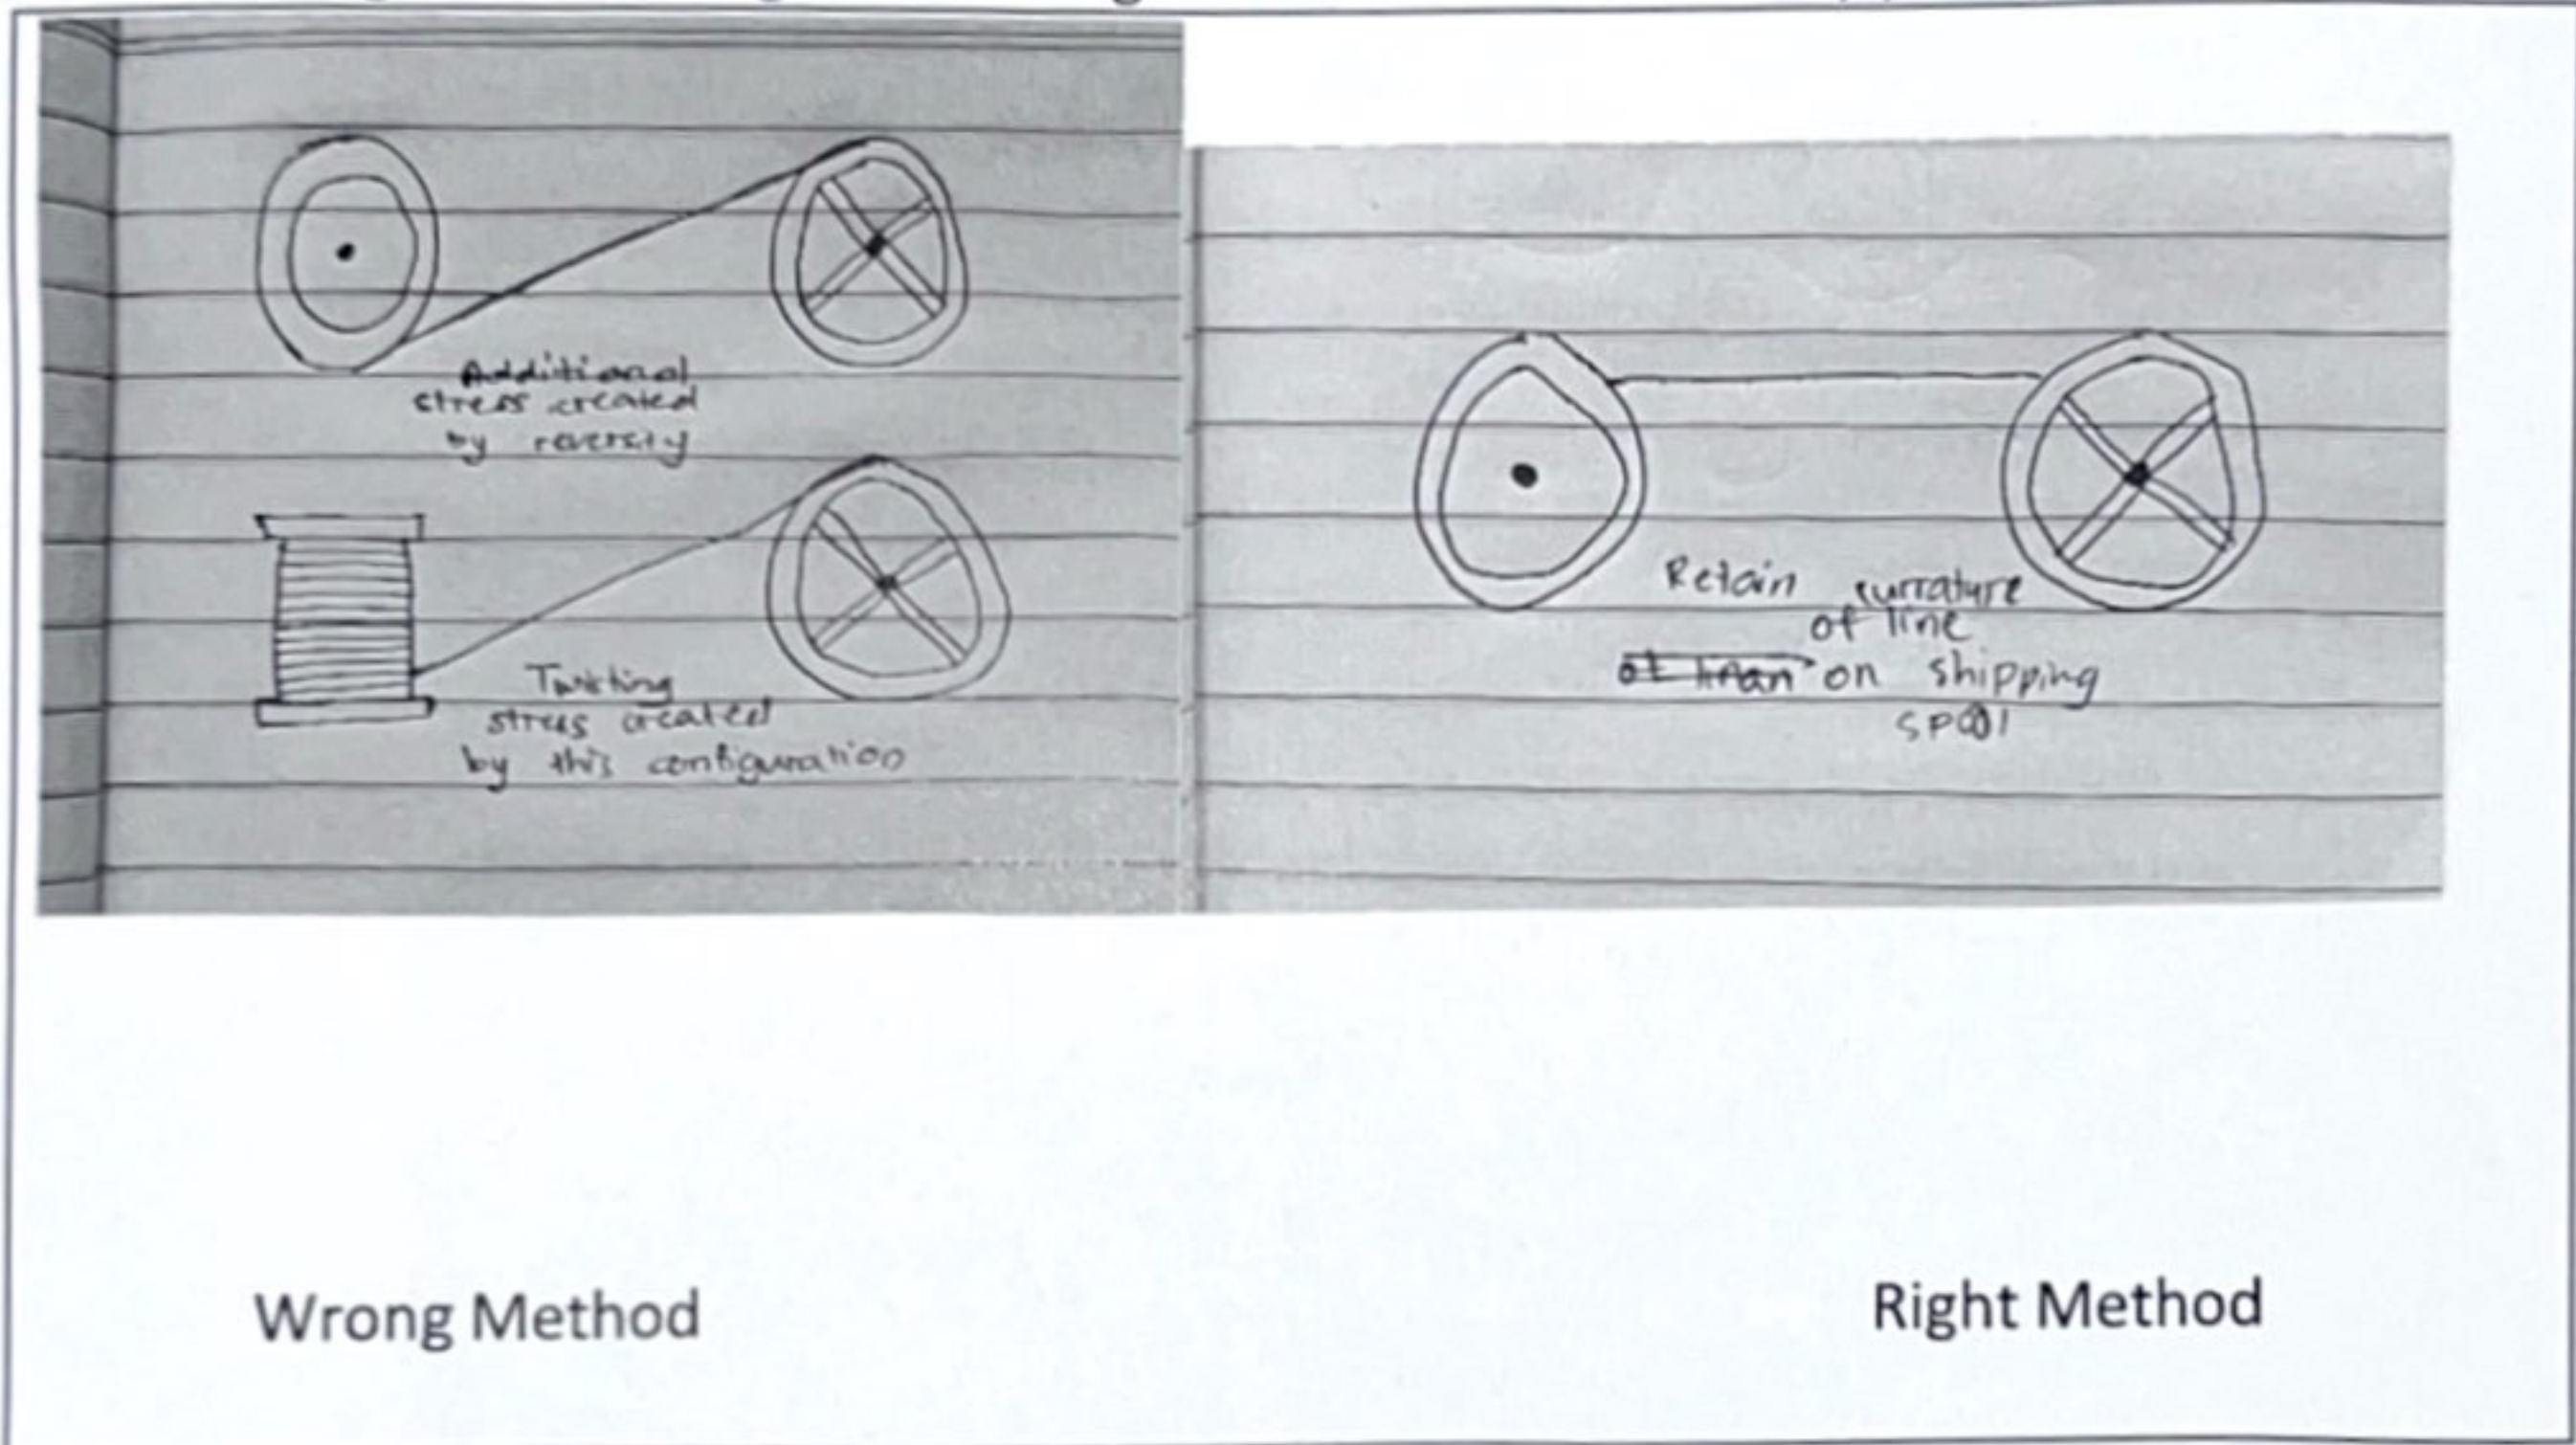 Additional
stress created
by reversity
Twisting
stress created
by this configuration
Retain curvature
of line
on shipping
spool
Wrong Method
Right Method